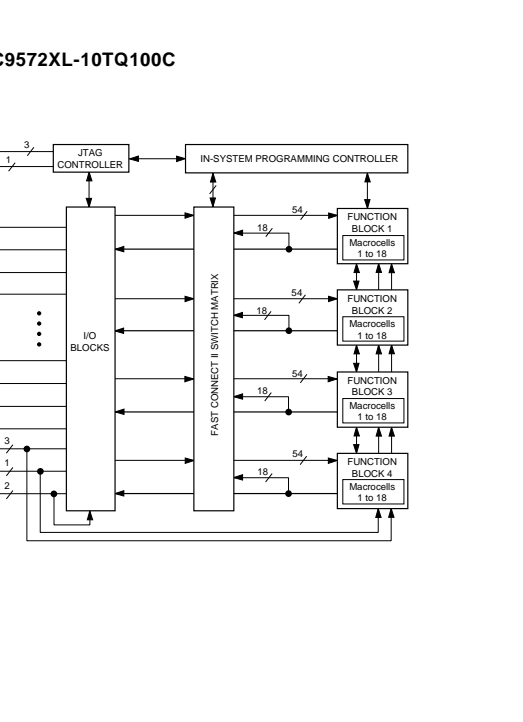 C9572XL-10TQ100C
3
1
JTAG
CONTROLLER
IN-SYSTEM PROGRAMMING CONTROLLER
I/O
BLOCKS
FAST CONNECT II SWITCH MATRIX
54
18
FUNCTION
BLOCK 1
Macrocells
1 to 18
54
18
FUNCTION
BLOCK 2
Macrocells
1 to 18
54
18
FUNCTION
BLOCK 3
Macrocells
1 to 18
54
18
FUNCTION
BLOCK 4
Macrocells
1 to 18
3
1
2